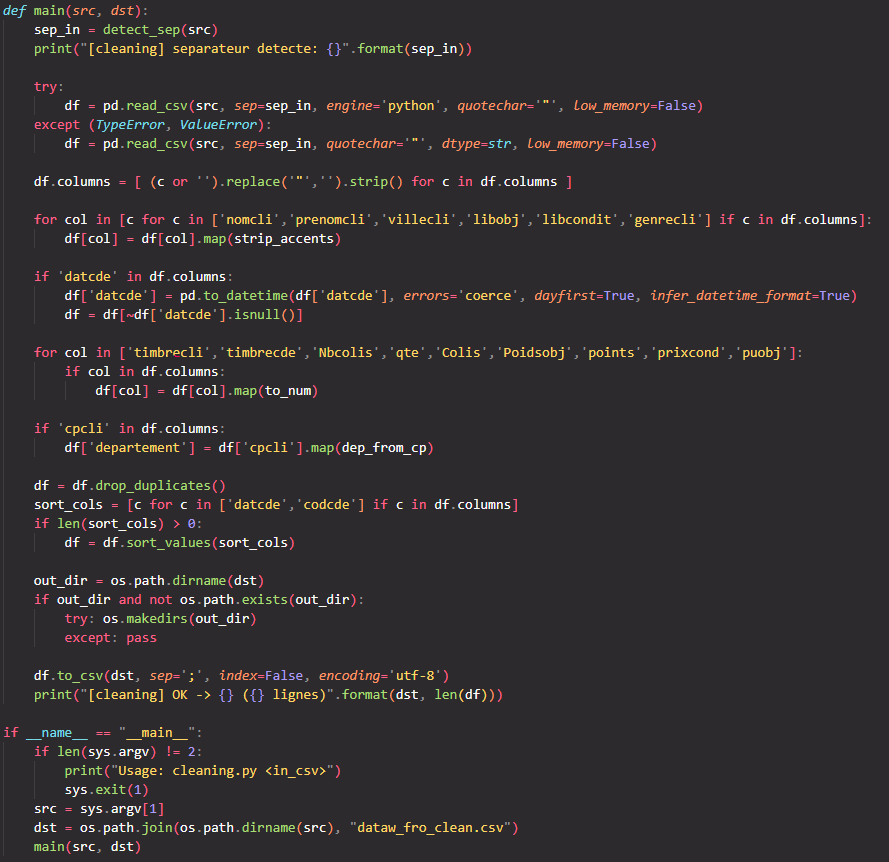 def main(src, dst):
    sep_in = detect_sep(src)
    print("[cleaning] separateur detecte: {}".format(sep_in))

    try:
        df = pd.read_csv(src, sep=sep_in, engine='python', quotechar='"', low_memory=False)
    except (TypeError, ValueError):
        df = pd.read_csv(src, sep=sep_in, quotechar='"', dtype=str, low_memory=False)

    df.columns = [ (c or '').replace('"','').strip() for c in df.columns ]

    for col in [c for c in ['nomcli','prenomcli','villecli','libobj','libcondit','genrecli'] if c in df.columns]:
        df[col] = df[col].map(strip_accents)

    if 'datcde' in df.columns:
        df['datcde'] = pd.to_datetime(df['datcde'], errors='coerce', dayfirst=True, infer_datetime_format=True)
        df = df[~df['datcde'].isnull()]

    for col in ['timbrecli','timbrecde','Nbcolis','qte','Colis','Poidsobj','points','prixcond','puobj']:
        if col in df.columns:
            df[col] = df[col].map(to_num)

    if 'cpcli' in df.columns:
        df['departement'] = df['cpcli'].map(dep_from_cp)

    df = df.drop_duplicates()
    sort_cols = [c for c in ['datcde','codcde'] if c in df.columns]
    if len(sort_cols) > 0:
        df = df.sort_values(sort_cols)

    out_dir = os.path.dirname(dst)
    if out_dir and not os.path.exists(out_dir):
        try: os.makedirs(out_dir)
        except: pass

    df.to_csv(dst, sep=';', index=False, encoding='utf-8')
    print("[cleaning] OK -> {} ({} lignes)".format(dst, len(df)))

if __name__ == "__main__":
    if len(sys.argv) != 2:
        print("Usage: cleaning.py <in_csv>")
        sys.exit(1)
    src = sys.argv[1]
    dst = os.path.join(os.path.dirname(src), "dataw_fro_clean.csv")
    main(src, dst)